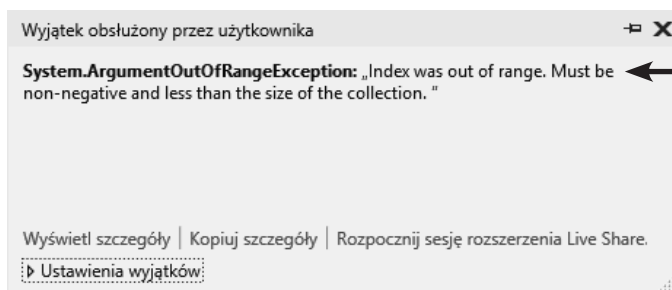 Wyjątek obsłużony przez użytkownika
System.ArgumentOutOfRangeException: „Index was out of range. Must be
non-negative and less than the size of the collection. "
Wyświetl szczegóły | Kopiuj szczegóły | Rozpocznij sesję rozszerzenia Live Share.
Ustawienia wyjątków